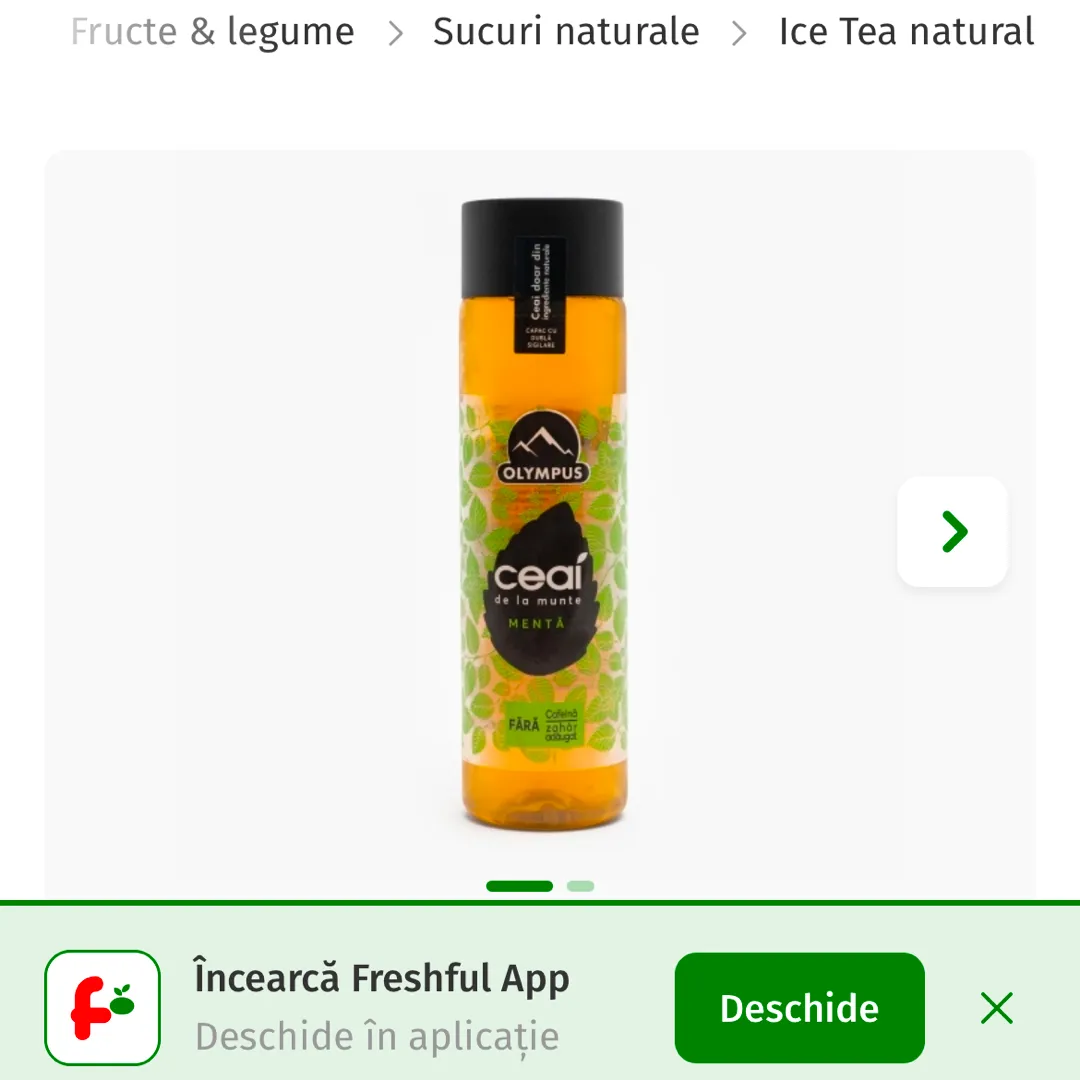 Fructe & legume > Sucuri naturale > Ice Tea natural
Ceai doar din
ingrediente naturale
CAPAC CU
DUBLĂ
SIGILARE
OLYMPUS
ceai
de la munte
MENTĂ
FĂRĂ
Cafeină
zahăr
adăugat
Încearcă Freshful App
Deschide în aplicație
Deschide